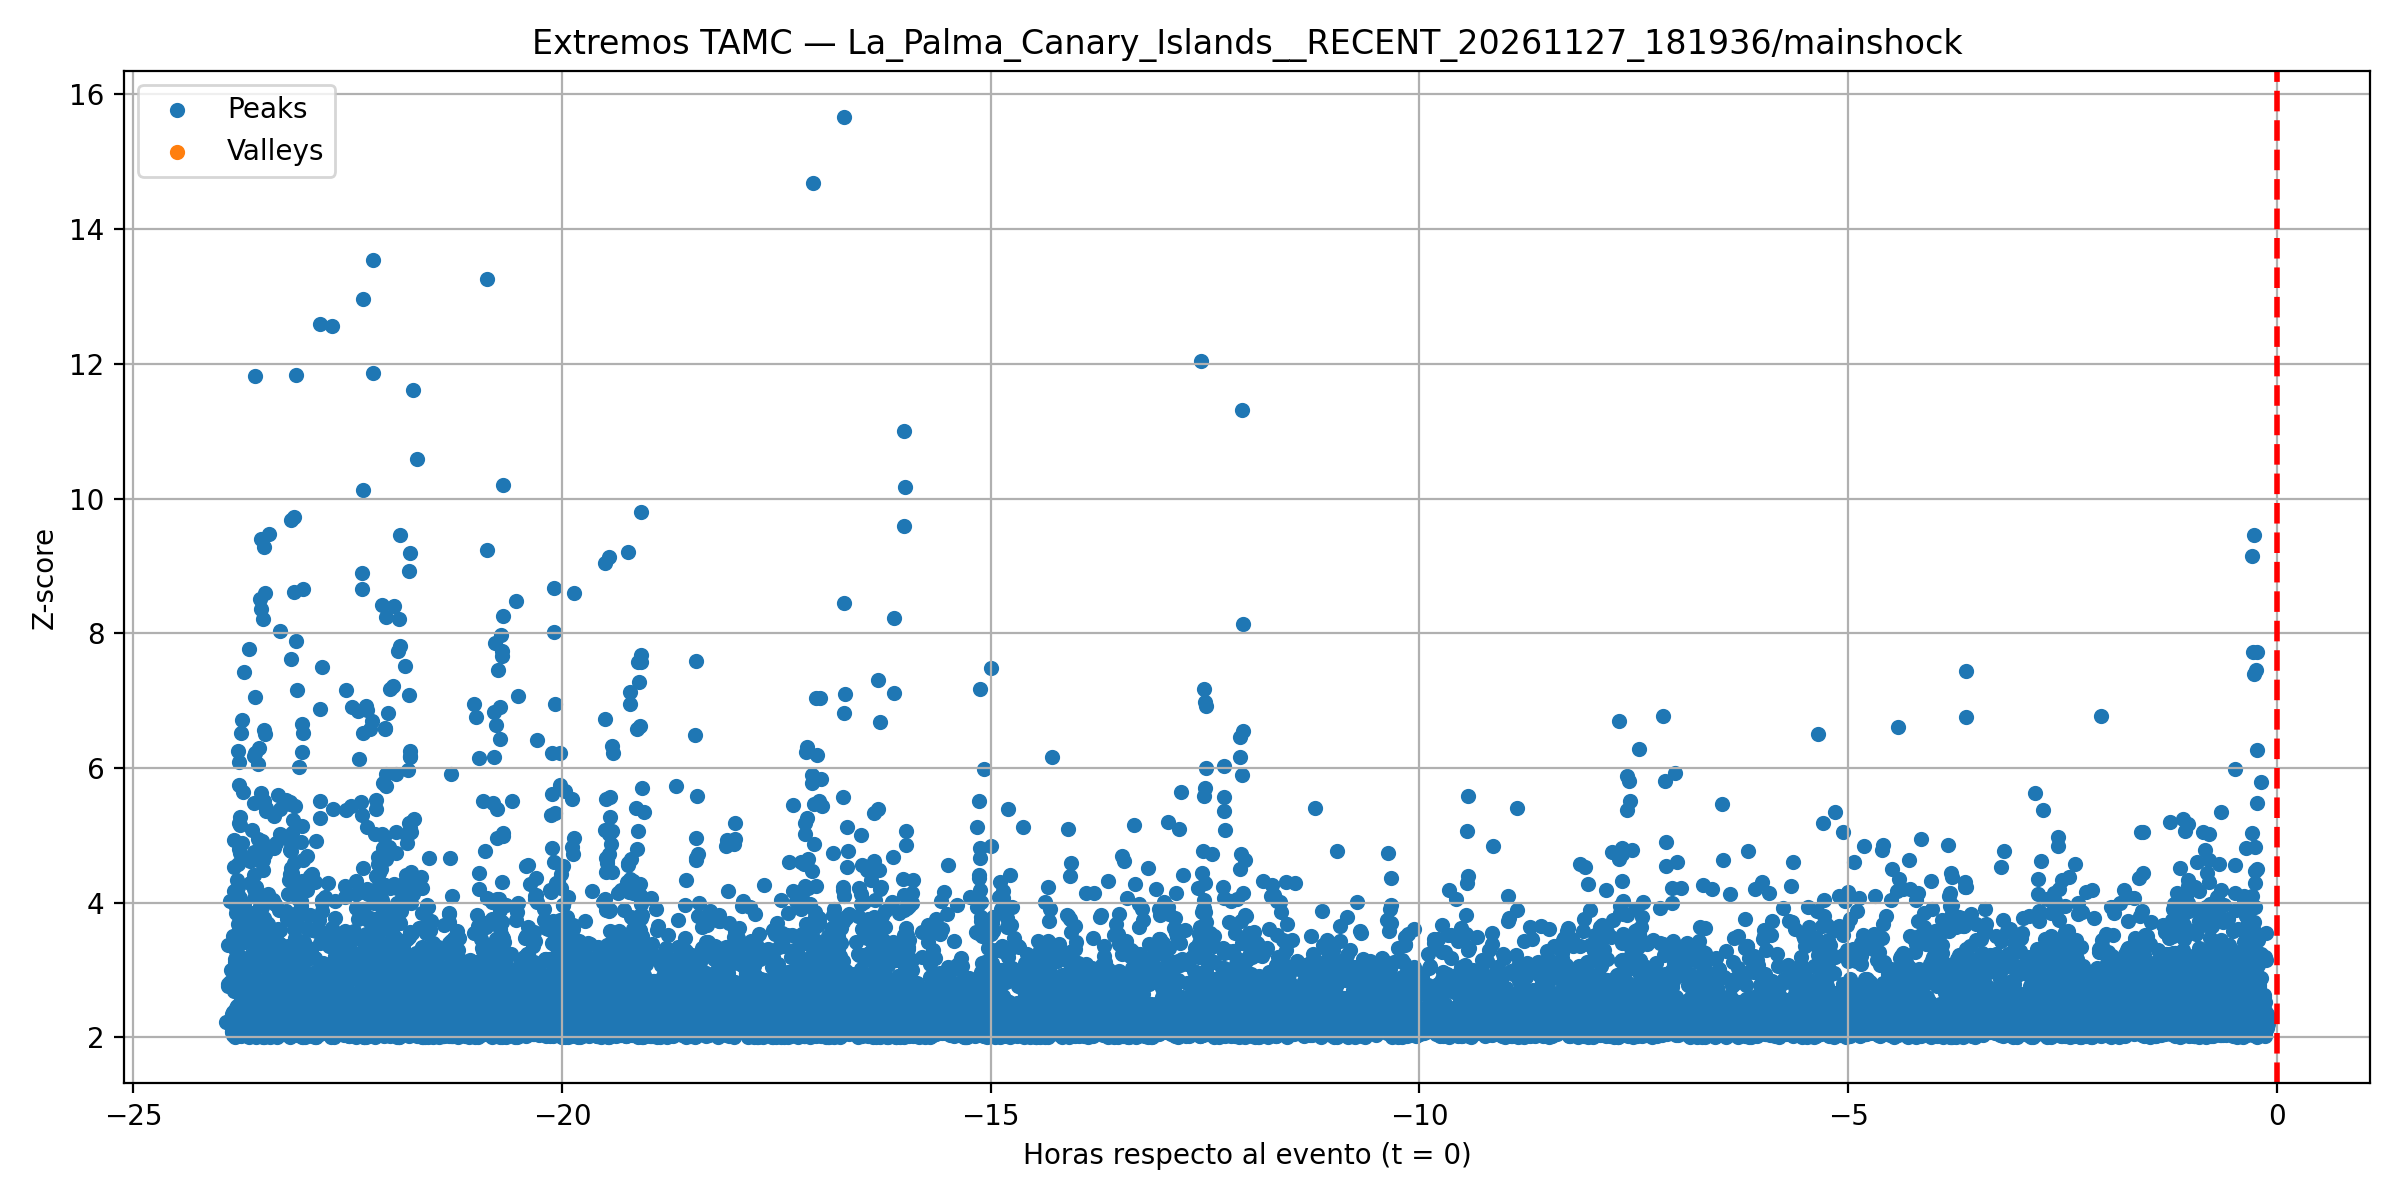 Extremos TAMC — La_Palma_Canary_Islands__RECENT_20261127_181936/mainshock
Peaks
Valleys
16
14
12
10
8
6
4
2
Z-score
−25
−20
−15
−10
−5
0
Horas respecto al evento (t = 0)